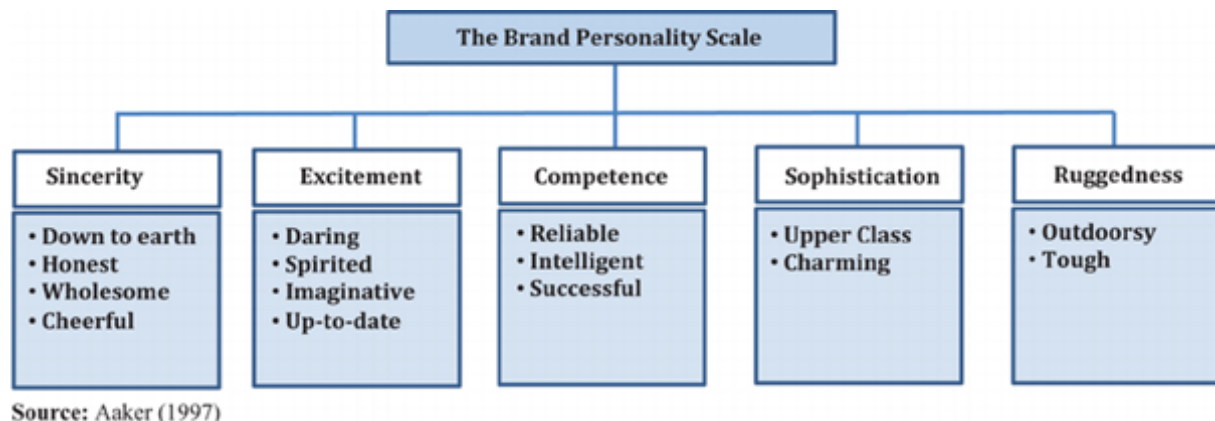 The Brand Personality Scale
Sincerity
• Down to earth
• Honest
• Wholesome
• Cheerful
Excitement
• Daring
• Spirited
• Imaginative
• Up-to-date
Competence
• Reliable
• Intelligent
• Successful
Sophistication
• Upper Class
• Charming
Ruggedness
• Outdoorsy
• Tough
Source: Aaker (1997)